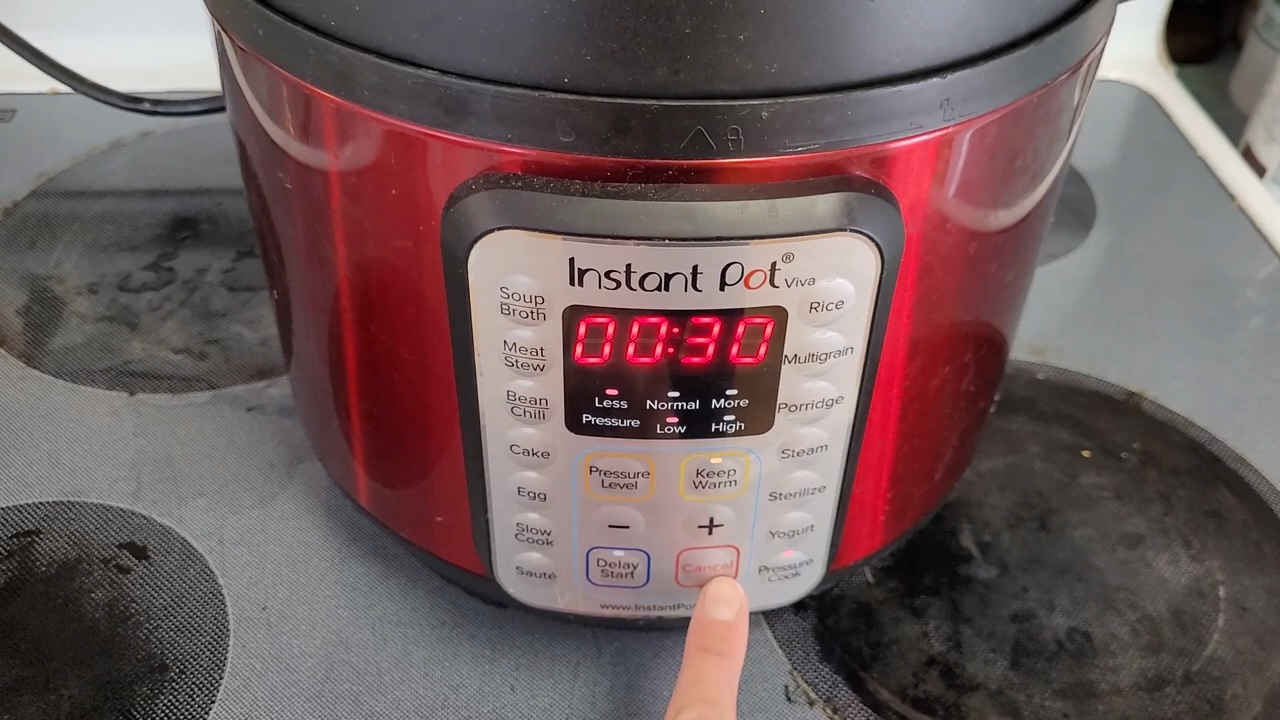 Instant Pot® Viva
Soup
Broth
Meat
Stew
Bean
Chili
Cake
Egg
Slow
Cook
Sauté
00:30
Less Normal More
Pressure Low High
Pressure
Level
Keep
Warm
− +
Delay
Start
Cancel
Rice
Multigrain
Porridge
Steam
Sterilize
Yogurt
Pressure
Cook
www.InstantPo